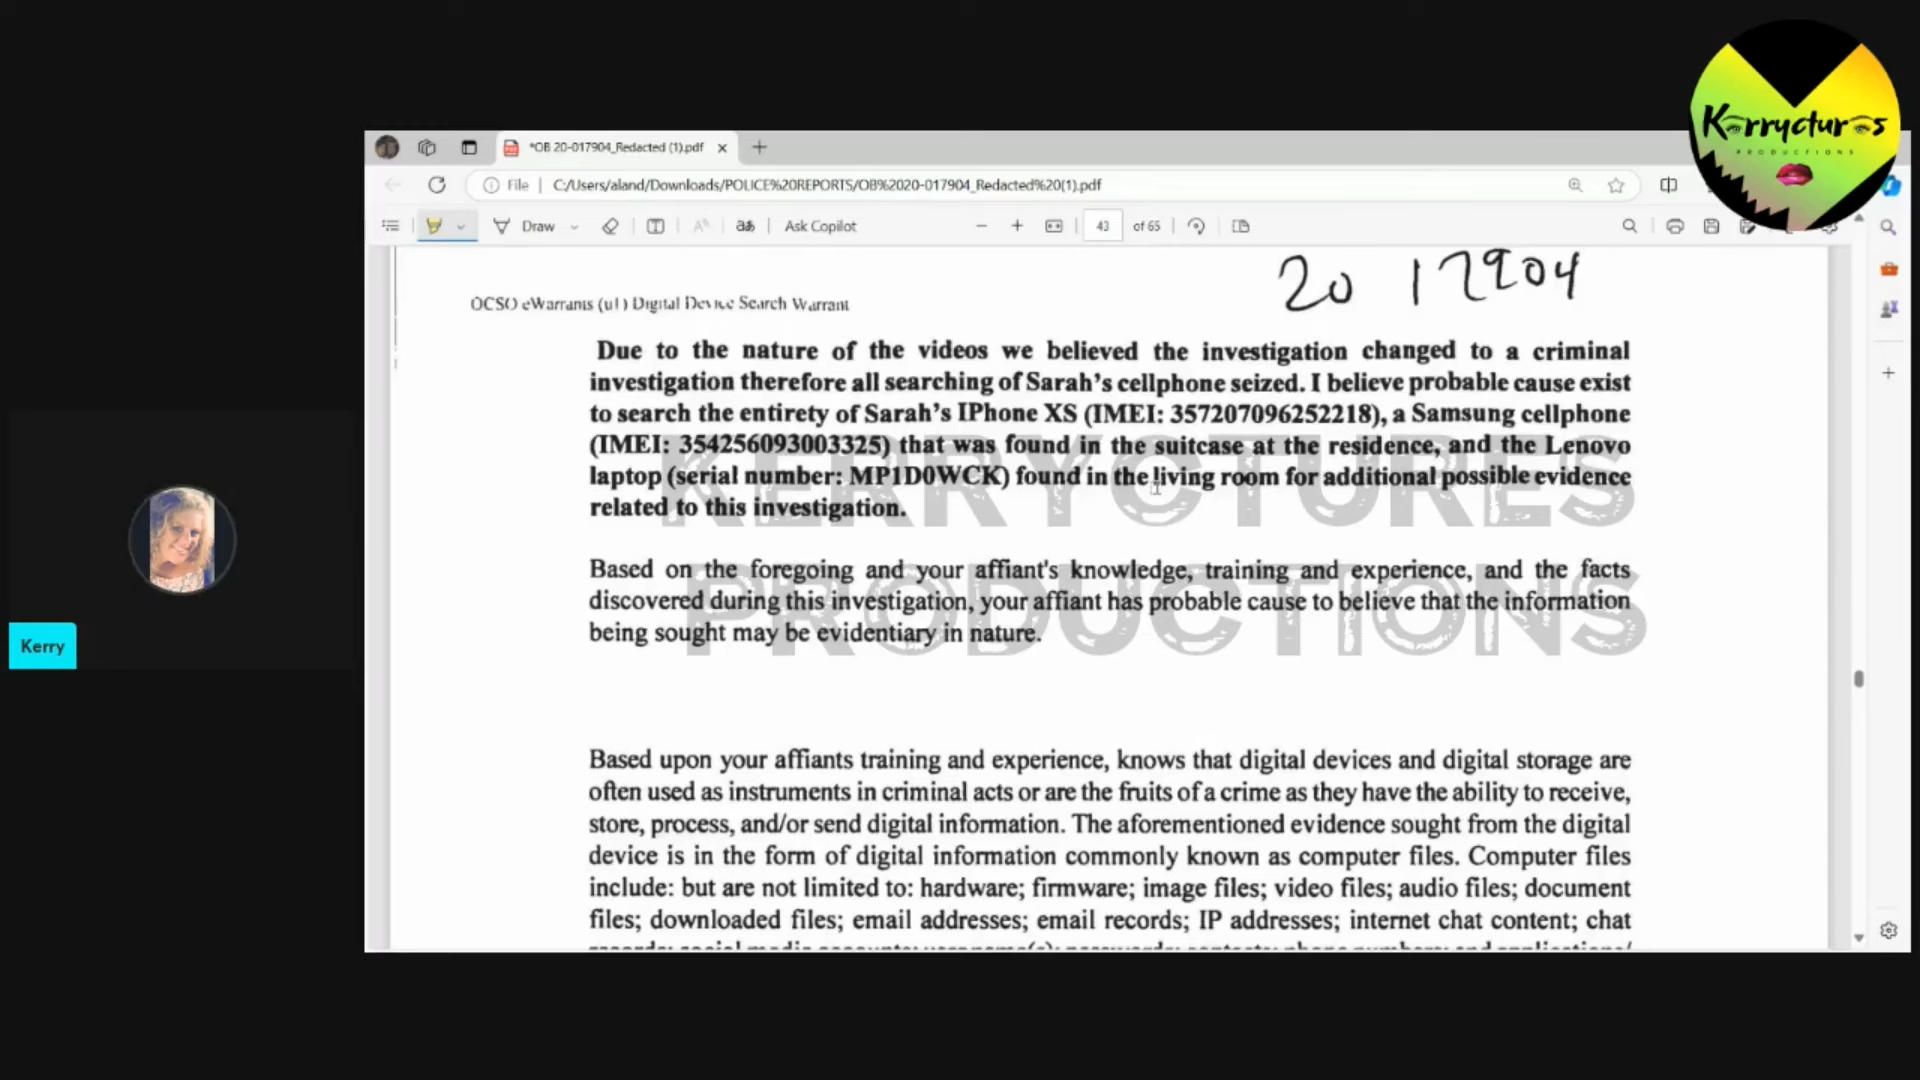 Kerryctures
PRODUCTIONS
*OB 20-017904_Redacted (1).pdf
File
C:/Users/aland/Downloads/POLICE%20REPORTS/OB%2020-017904_Redacted%20(1).pdf
Draw
Ask Copilot
43 of 65
20 17904
OCSO eWarrants (u1) Digital Device Search Warrant
Due to the nature of the videos we believed the investigation changed to a criminal
investigation therefore all searching of Sarah's cellphone seized. I believe probable cause exist
to search the entirety of Sarah's IPhone XS (IMEI: 357207096252218), a Samsung cellphone
(IMEI: 354256093003325) that was found in the suitcase at the residence, and the Lenovo
laptop (serial number: MP1D0WCK) found in the living room for additional possible evidence
related to this investigation.
KERRYCTURES
PRODUCTIONS
Based on the foregoing and your affiant's knowledge, training and experience, and the facts
discovered during this investigation, your affiant has probable cause to believe that the information
being sought may be evidentiary in nature.
Kerry
Based upon your affiants training and experience, knows that digital devices and digital storage are
often used as instruments in criminal acts or are the fruits of a crime as they have the ability to receive,
store, process, and/or send digital information. The aforementioned evidence sought from the digital
device is in the form of digital information commonly known as computer files. Computer files
include: but are not limited to: hardware; firmware; image files; video files; audio files; document
files; downloaded files; email addresses; email records; IP addresses; internet chat content; chat